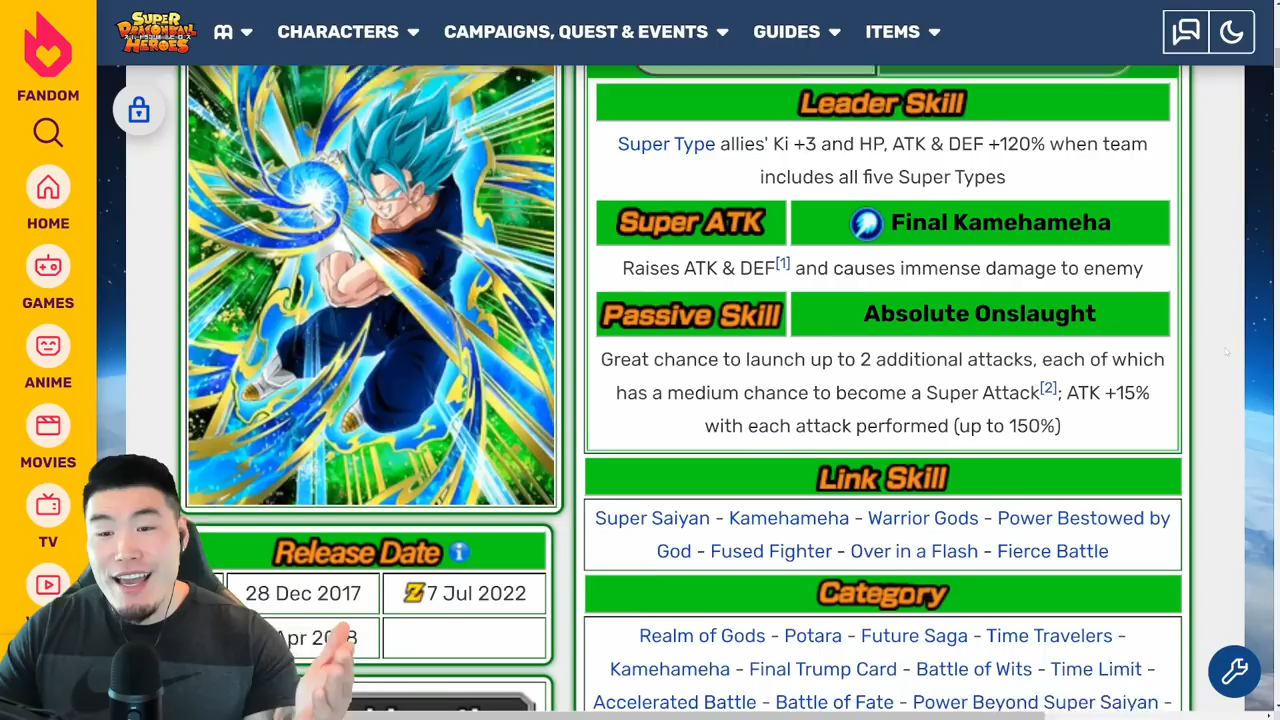 SUPER DRAGONBALL HEROES
CHARACTERS
CAMPAIGNS, QUEST & EVENTS
GUIDES
ITEMS
FANDOM
HOME
GAMES
ANIME
MOVIES
TV
Leader Skill
Super Type allies' Ki +3 and HP, ATK & DEF +120% when team
includes all five Super Types
Super ATK
Final Kamehameha
Raises ATK & DEF[1] and causes immense damage to enemy
Passive Skill
Absolute Onslaught
Great chance to launch up to 2 additional attacks, each of which
has a medium chance to become a Super Attack[2]; ATK +15%
with each attack performed (up to 150%)
Link Skill
Super Saiyan - Kamehameha - Warrior Gods - Power Bestowed by
God - Fused Fighter - Over in a Flash - Fierce Battle
Category
Realm of Gods - Potara - Future Saga - Time Travelers -
Kamehameha - Final Trump Card - Battle of Wits - Time Limit -
Accelerated Battle - Battle of Fate - Power Beyond Super Saiyan -
Release Date
28 Dec 2017
Z 7 Jul 2022